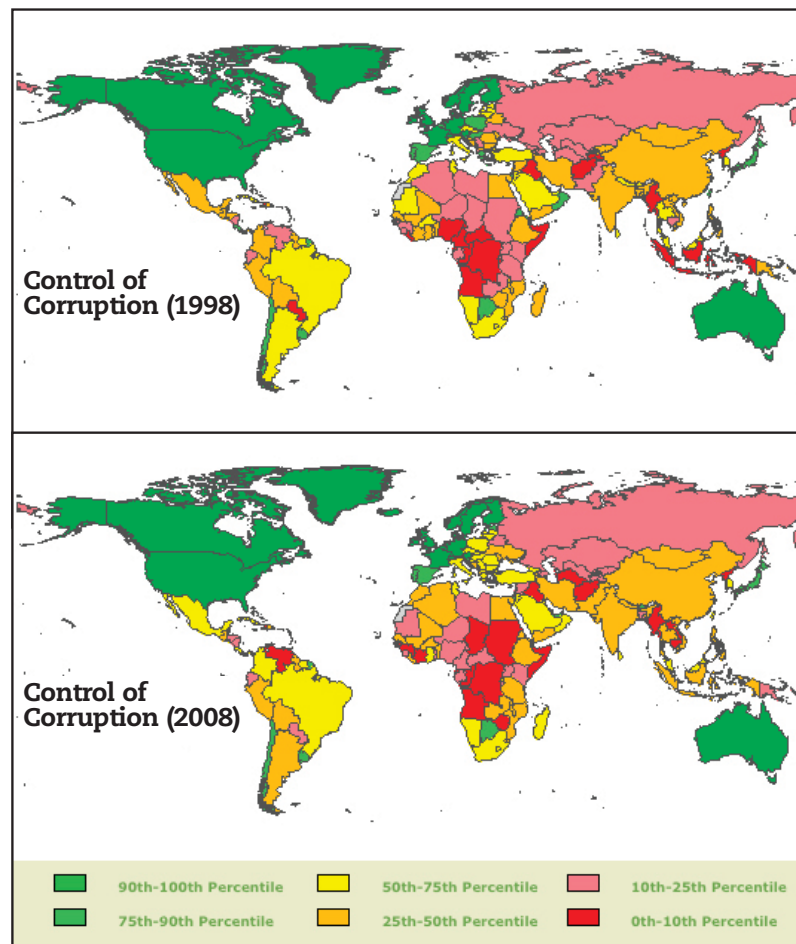 Control of
Corruption (1998)
Control of
Corruption (2008)
90th-100th Percentile
50th-75th Percentile
10th-25th Percentile
75th-90th Percentile
25th-50th Percentile
0th-10th Percentile